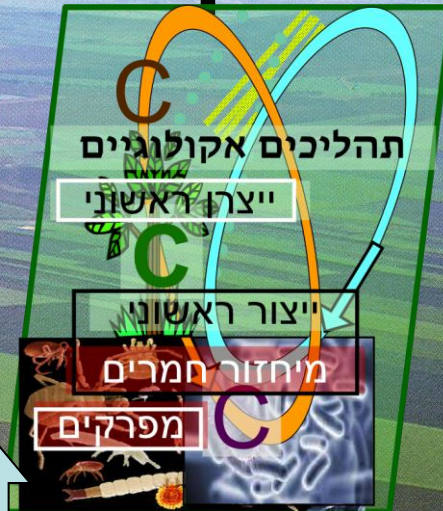 C
תהליכים אקולוגיים
ייצרן ראשוני
C
ייצור ראשוני
מיחזור חמרים
מפרקים C